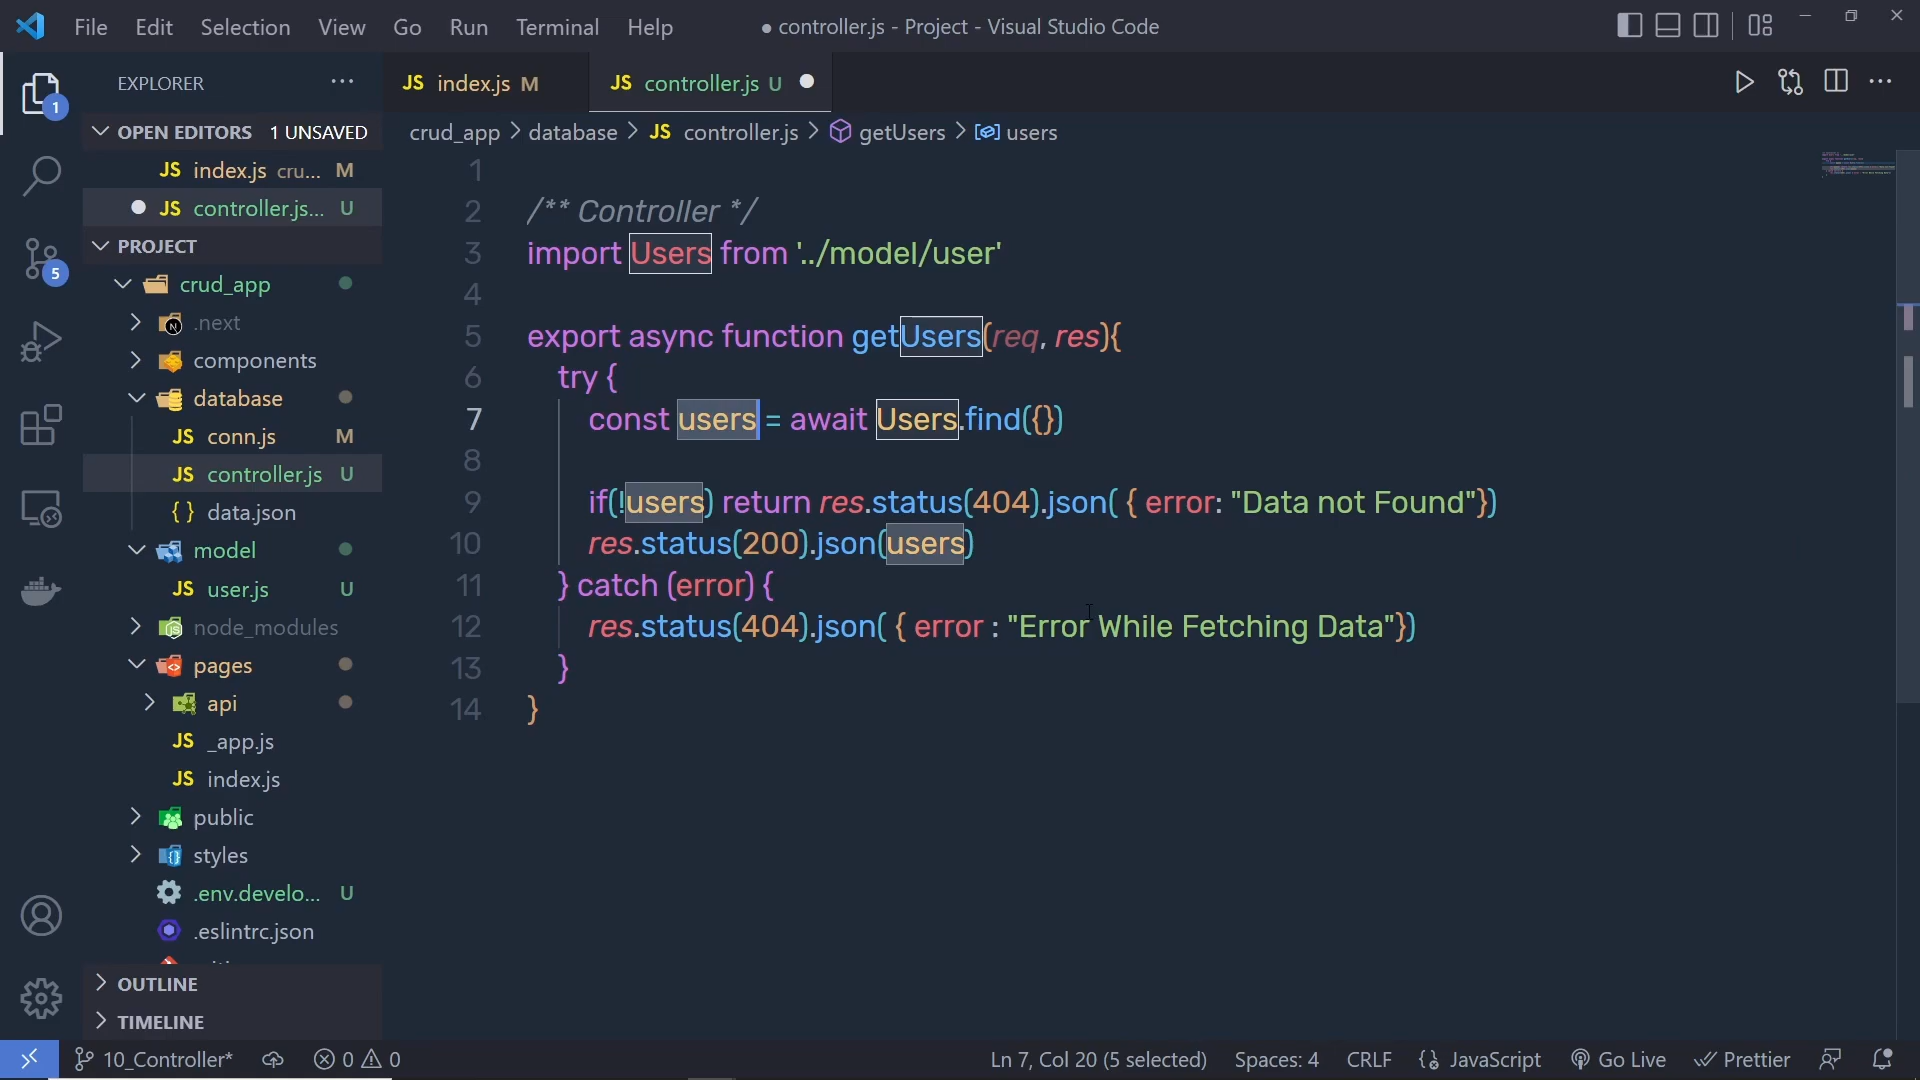 File Edit Selection View Go Run Terminal Help
● controller.js - Project - Visual Studio Code
EXPLORER ...
1
OPEN EDITORS 1 UNSAVED
JS index.js cru... M
● JS controller.js... U
PROJECT
5
crud_app
.next
components
database
JS conn.js M
JS controller.js U
{ } data.json
model
JS user.js U
node_modules
pages
api
JS _app.js
JS index.js
public
styles
.env.develo... U
.eslintrc.json
OUTLINE
TIMELINE
JS index.js M
JS controller.js U ●
crud_app > database > JS controller.js > getUsers > users
1
2 /** Controller */
3 import Users from '../model/user'
4
5 export async function getUsers(req, res){
6 try {
7 const users = await Users.find({})
8
9 if(!users) return res.status(404).json( { error: "Data not Found"})
10 res.status(200).json(users)
11 } catch (error) {
12 res.status(404).json( { error : "Error While Fetching Data"})
13 }
14 }
10_Controller* 0 0 Ln 7, Col 20 (5 selected) Spaces: 4 CRLF { } JavaScript Go Live Prettier